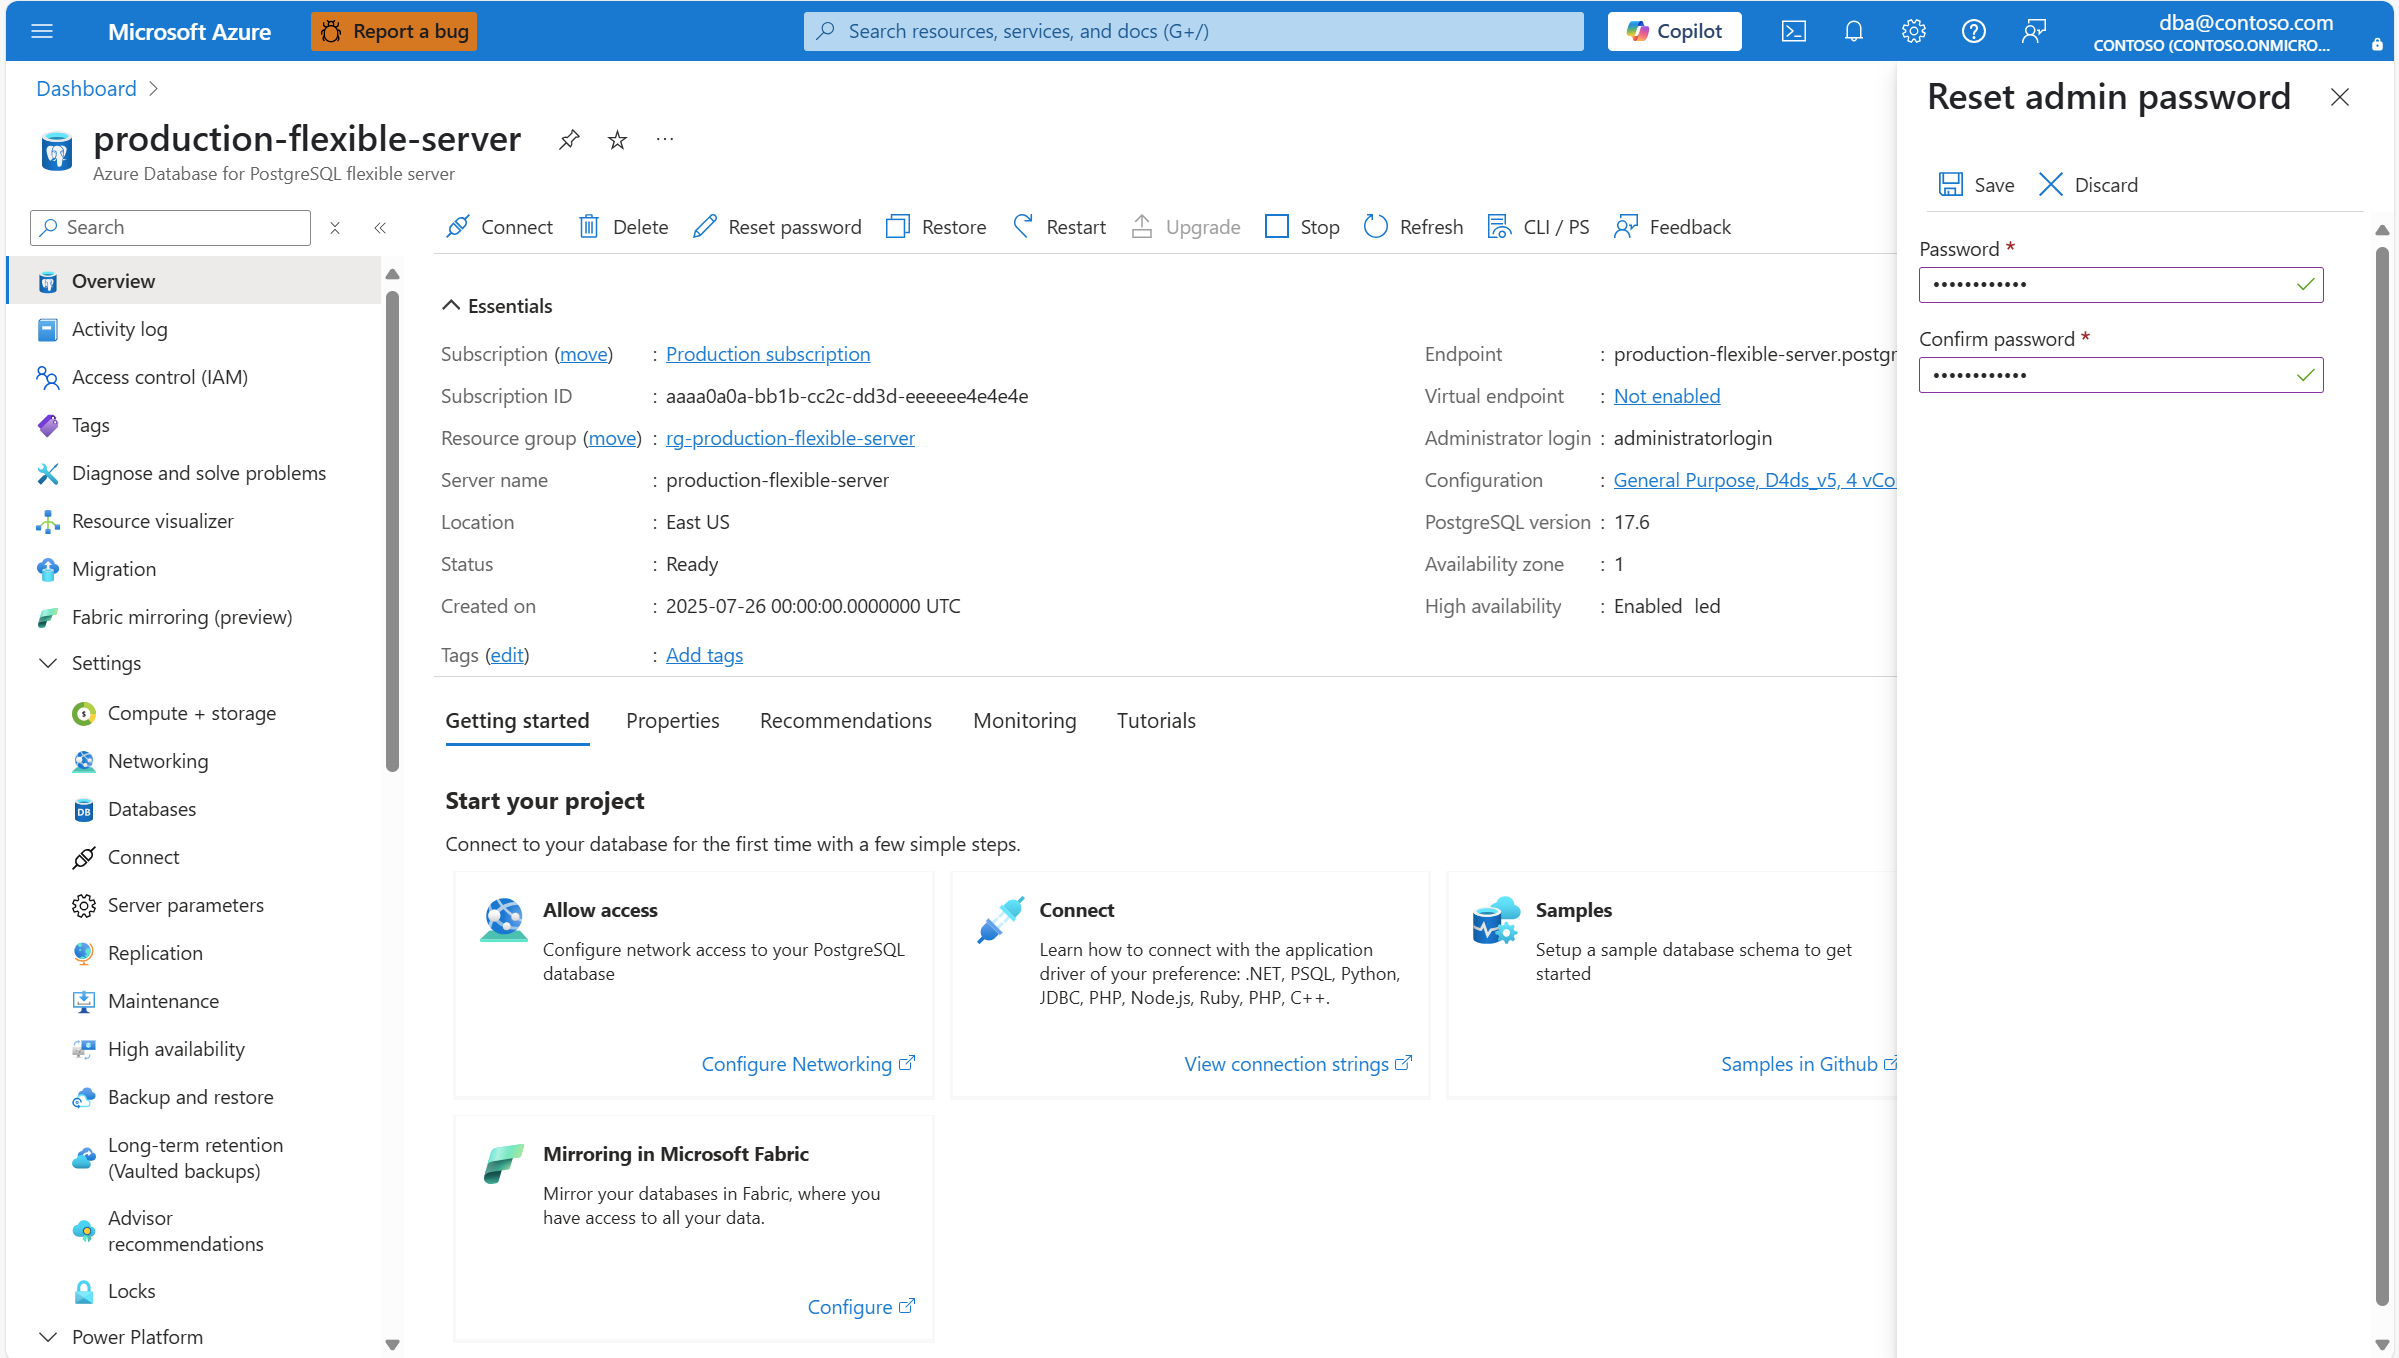 Microsoft Azure
Report a bug
Search resources, services, and docs (G+/)
Copilot
dba@contoso.com
CONTOSO (CONTOSO.ONMICRO...
Dashboard
production-flexible-server
...
Azure Database for PostgreSQL flexible server
Search
Connect
Delete
Reset password
Restore
Restart
Upgrade
Stop
Refresh
CLI / PS
Feedback
Overview
Activity log
Access control (IAM)
Tags
Diagnose and solve problems
Resource visualizer
Migration
Fabric mirroring (preview)
Settings
Compute + storage
Networking
Databases
Connect
Server parameters
Replication
Maintenance
High availability
Backup and restore
Long-term retention
(Vaulted backups)
Advisor
recommendations
Locks
Power Platform
Essentials
Subscription (move) : Production subscription
Subscription ID : aaaa0a0a-bb1b-cc2c-dd3d-eeeeee4e4e4e
Resource group (move) : rg-production-flexible-server
Server name : production-flexible-server
Location : East US
Status : Ready
Created on : 2025-07-26 00:00:00.0000000 UTC
Tags (edit) : Add tags
Endpoint : production-flexible-server.postgr
Virtual endpoint : Not enabled
Administrator login : administratorlogin
Configuration : General Purpose, D4ds_v5, 4 vCo
PostgreSQL version : 17.6
Availability zone : 1
High availability : Enabled led
Getting started
Properties
Recommendations
Monitoring
Tutorials
Start your project
Connect to your database for the first time with a few simple steps.
Allow access
Configure network access to your PostgreSQL
database
Configure Networking
Connect
Learn how to connect with the application
driver of your preference: .NET, PSQL, Python,
JDBC, PHP, Node.js, Ruby, PHP, C++.
View connection strings
Samples
Setup a sample database schema to get
started
Samples in Github
Mirroring in Microsoft Fabric
Mirror your databases in Fabric, where you
have access to all your data.
Configure
Reset admin password
Save
Discard
Password *
••••••••••••
Confirm password *
••••••••••••